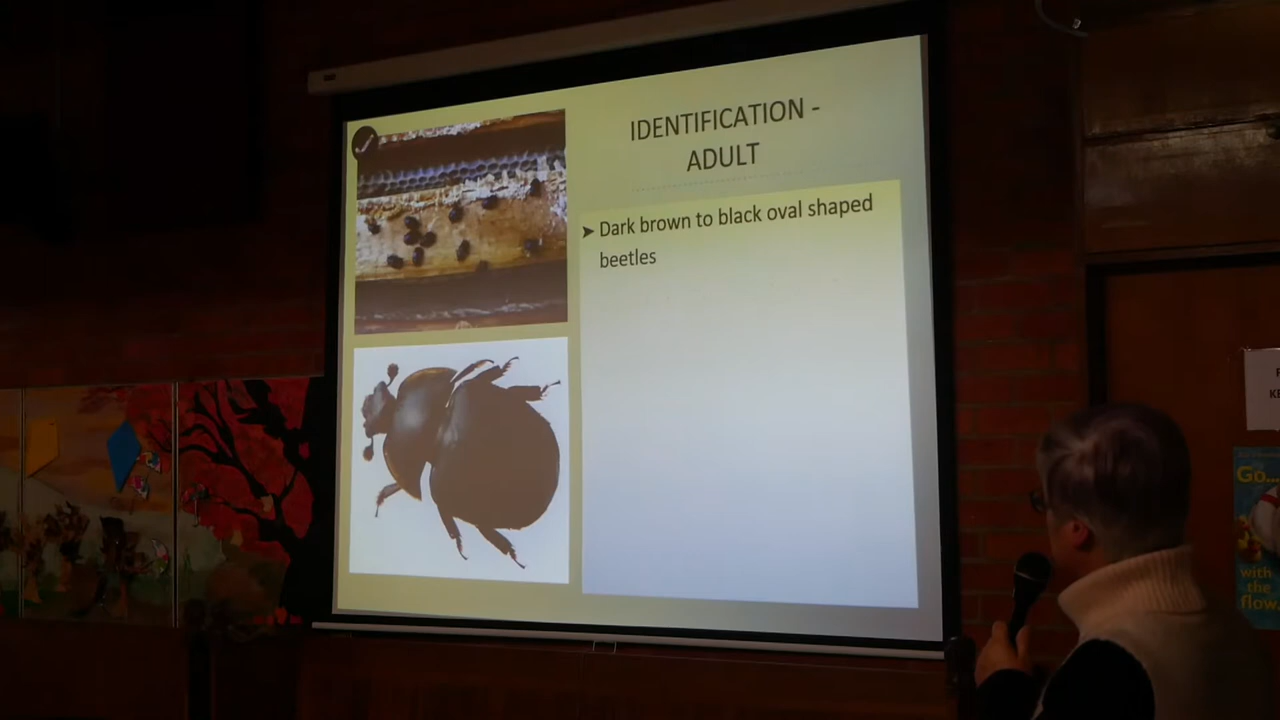 IDENTIFICATION -
ADULT
➤ Dark brown to black oval shaped
beetles
Go...
with
the
flow